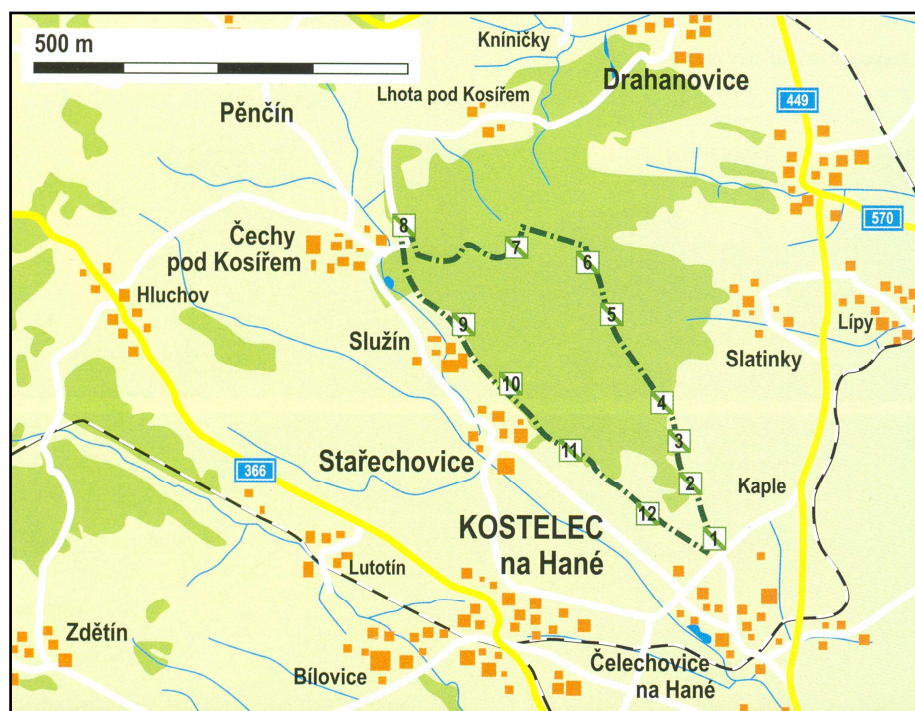 500 m
Kníničky
Drahanovice
Lhota pod Kosířem
449
Pěnčín
570
8
7
6
Čechy
pod Kosířem
Hluchov
5
9
Lípy
Služín
Slatinky
10
4
3
11
Stařechovice
366
2
Kaple
12
KOSTELEC
na Hané
1
Lutotín
Zdětín
Bílovice
Čelechovice
na Hané